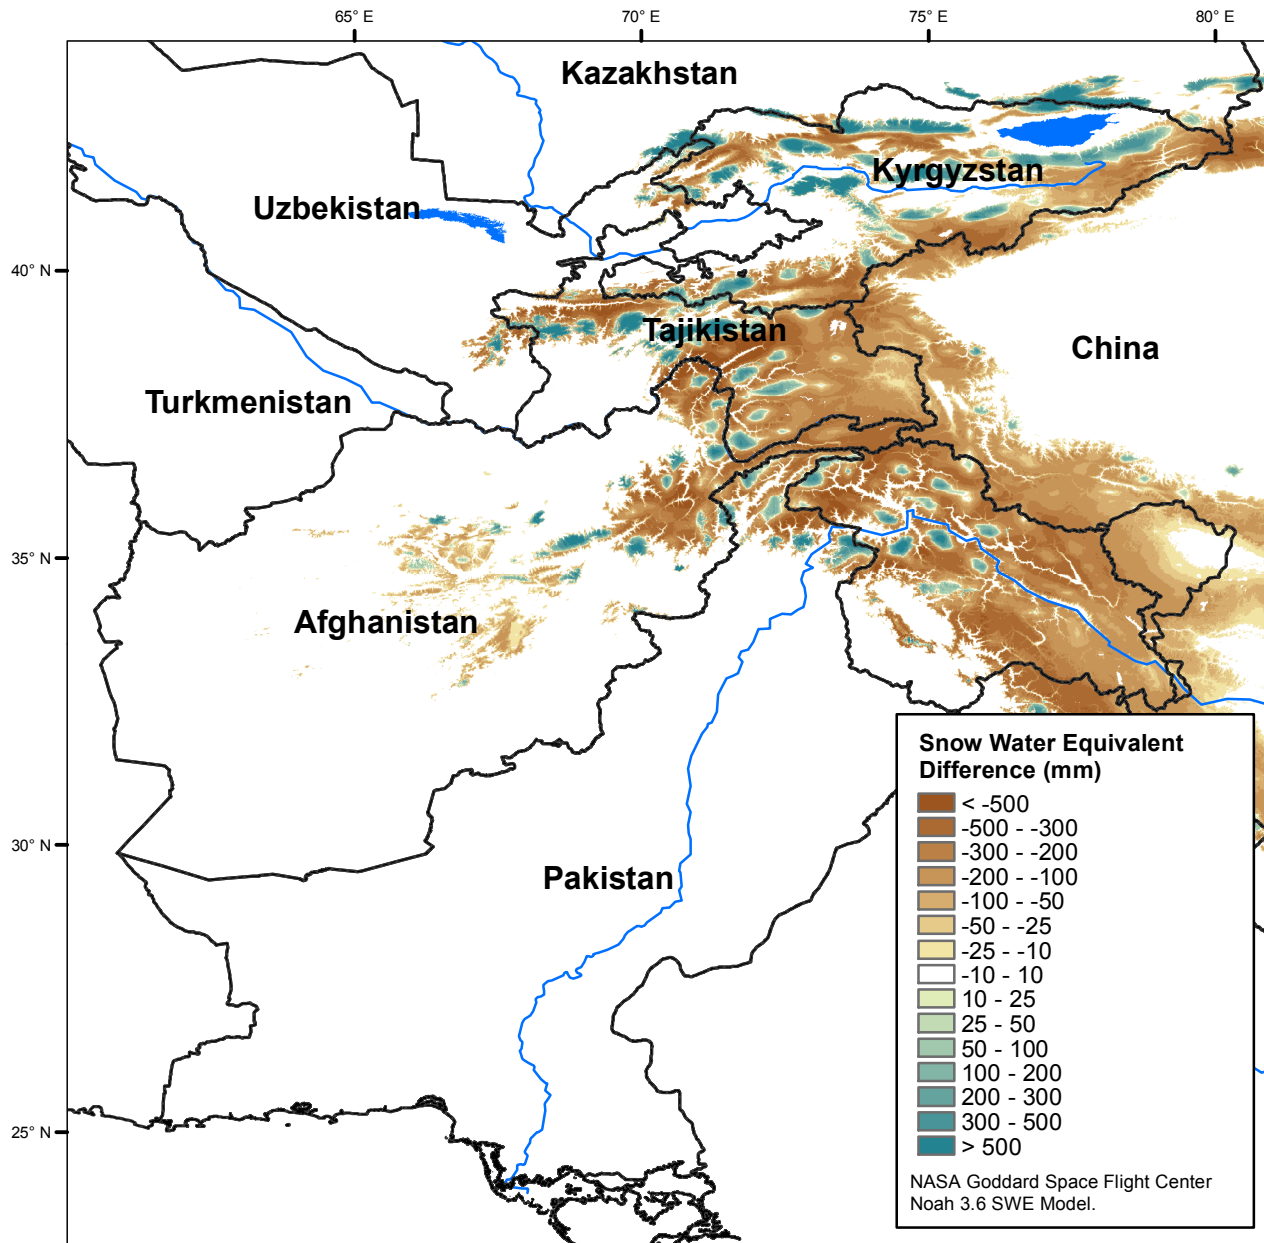 65° E
70° E
75° E
80° E
Kazakhstan
Kyrgyzstan
Uzbekistan
40° N
Tajikistan
China
Turkmenistan
35° N
Afghanistan
Snow Water Equivalent
Difference (mm)
< -500
-500 - -300
-300 - -200
-200 - -100
-100 - -50
-50 - -25
-25 - -10
-10 - 10
10 - 25
25 - 50
50 - 100
100 - 200
200 - 300
300 - 500
> 500
30° N
Pakistan
25° N
NASA Goddard Space Flight Center
Noah 3.6 SWE Model.